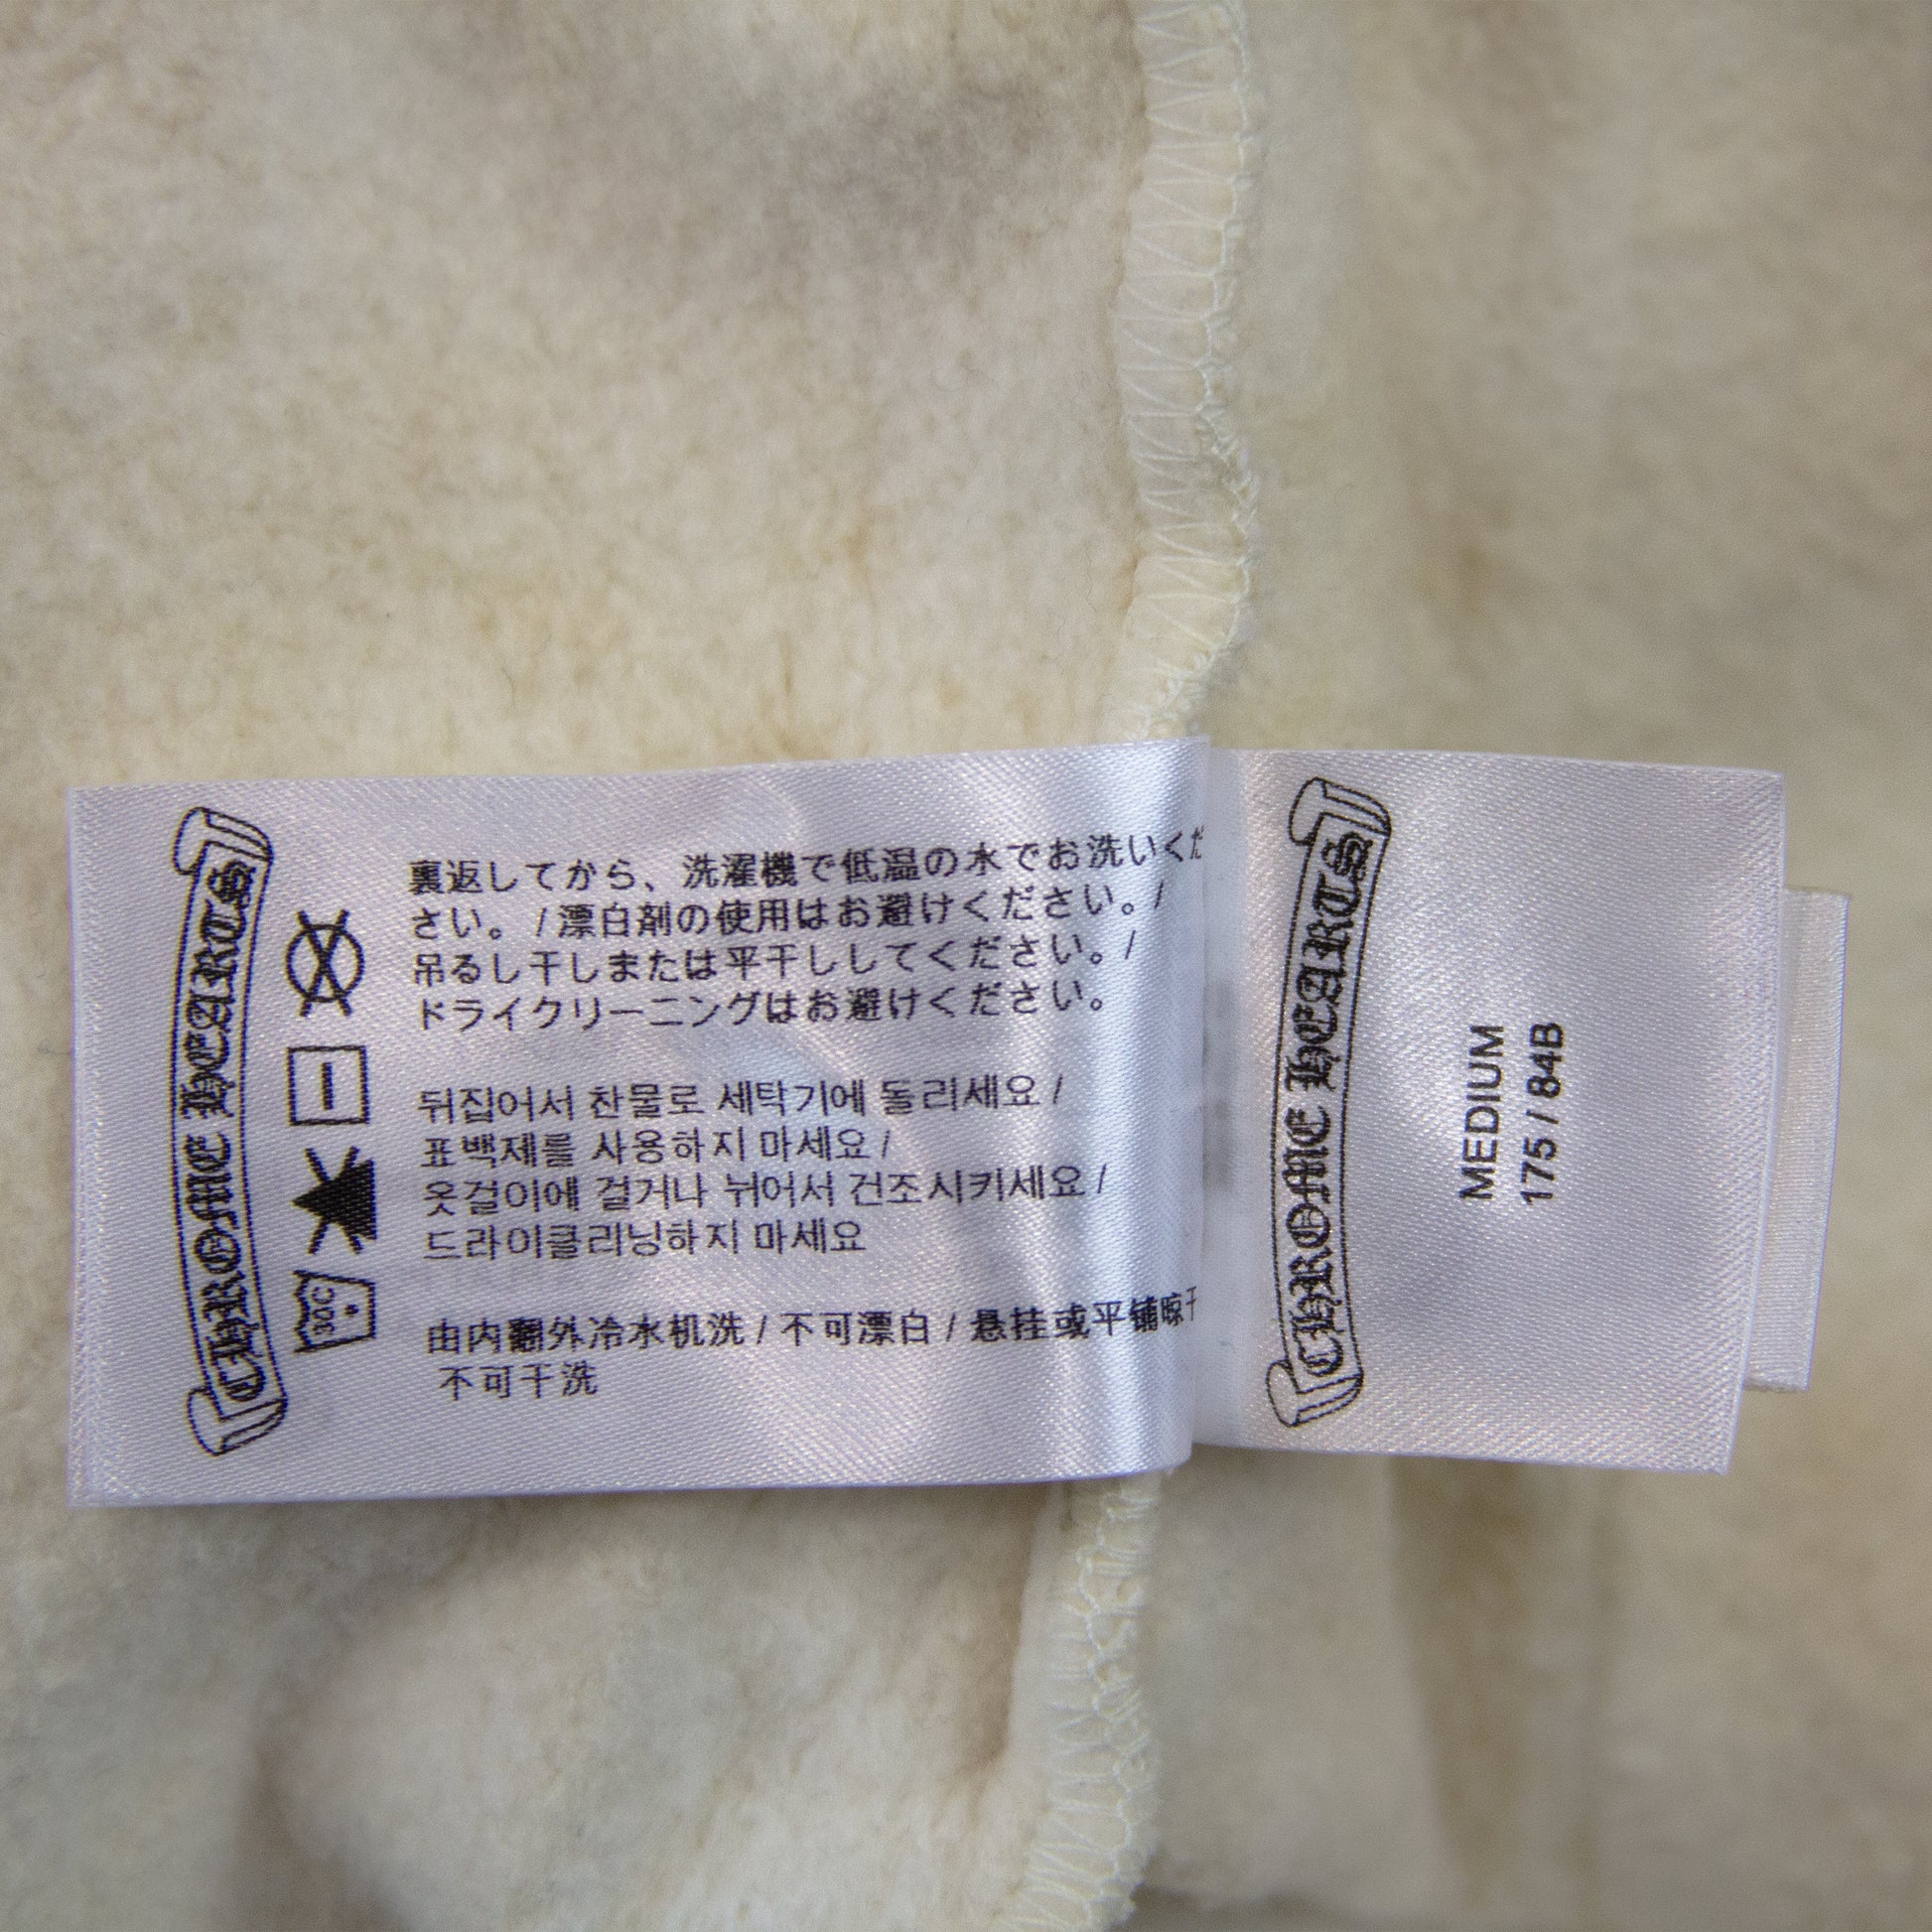 CHROME HEARTS
30C
裏返してから、洗濯機で低温の水でお洗いくだ
さい。/漂白剤の使用はお避けください。/
吊るし干しまたは平干ししてください。/
ドライクリーニングはお避けください。
뒤집어서 찬물로 세탁기에 돌리세요 /
표백제를 사용하지 마세요 /
옷걸이에 걸거나 뉘어서 건조시키세요 /
드라이클리닝하지 마세요
由内翻外冷水机洗 / 不可漂白 / 悬挂或平铺晾干
不可干洗
CHROME HEARTS
MEDIUM
175 / 84B